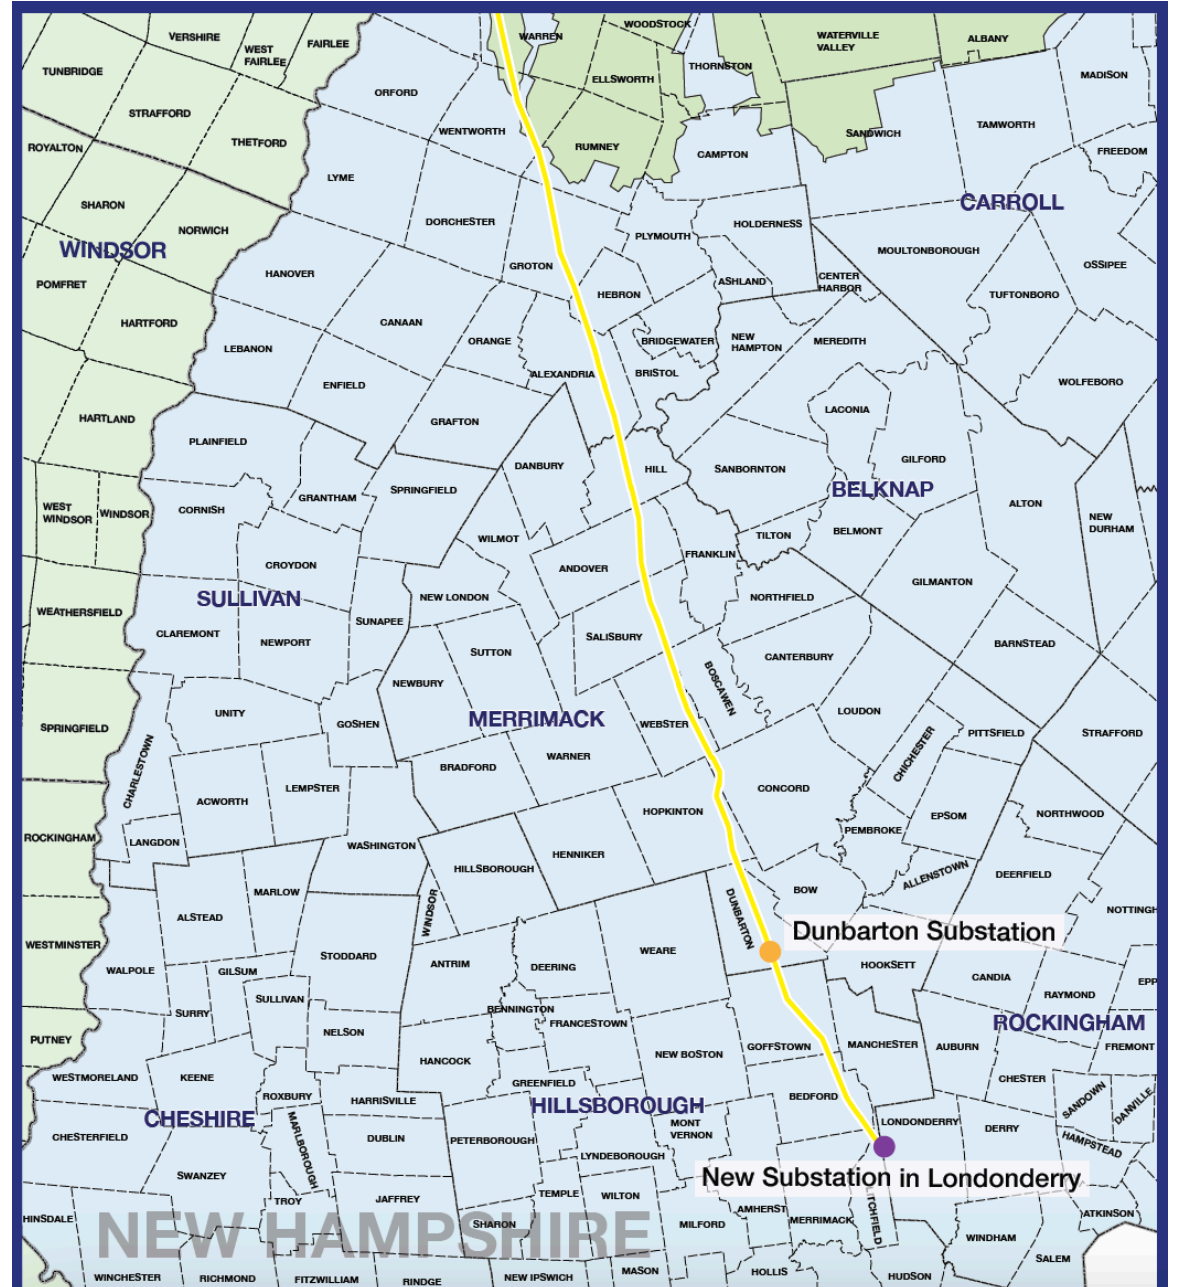 WOODSTOCK
VERSHIRE
WEST
FAIRLEE
FAIRLEE
WARREN
WATERVILLE
VALLEY
ALBANY
TUNBRIDGE
ELLSWORTH
THORNSTON
MADISON
ORFORD
STRAFFORD
THETFORD
WENTWORTH
SANDWICH
TAMWORTH
ROYALTON
RUMNEY
CAMPTON
FREEDOM
LYME
SHARON
CARROLL
NORWICH
DORCHESTER
PLYMOUTH
HOLDERNESS
WINDSOR
MOULTONBOROUGH
HANOVER
GROTON
OSSIPEE
POMFRET
HEBRON
ASHLAND
CENTER
HARBOR
TUFTONBORO
HARTFORD
CANAAN
ORANGE
BRIDGEWATER
NEW
HAMPTON
MEREDITH
LEBANON
ENFIELD
ALEXANDRIA
BRISTOL
WOLFEBORO
HARTLAND
GRAFTON
LACONIA
PLAINFIELD
DANBURY
HILL
SANBORNTON
GILFORD
GRANTHAM
SPRINGFIELD
BELKNAP
WEST
WINDSOR
WINDSOR
CORNISH
ALTON
NEW
DURHAM
WILMOT
TILTON
BELMONT
CROYDON
ANDOVER
FRANKLIN
GILMANTON
SULLIVAN
NEW LONDON
NORTHFIELD
WEATHERSFIELD
CLAREMONT
NEWPORT
SUNAPEE
SALISBURY
BARNSTEAD
SUTTON
CANTERBURY
NEWBURY
BOSCAWEN
UNITY
GOSHEN
MERRIMACK
WEBSTER
LOUDON
SPRINGFIELD
PITTSFIELD
STRAFFORD
CHARLESTOWN
BRADFORD
WARNER
CHICHESTER
ACWORTH
LEMPSTER
CONCORD
HOPKINTON
EPSOM
NORTHWOOD
ROCKINGHAM
LANGDON
WASHINGTON
PEMBROKE
HENNIKER
HILLSBOROUGH
ALLENSTOWN
DEERFIELD
MARLOW
WINDSOR
BOW
ALSTEAD
DUNBARTON
NOTTINGH
Dunbarton Substation
WESTMINSTER
STODDARD
WEARE
WALPOLE
GILSUM
ANTRIM
DEERING
HOOKSETT
CANDIA
EPP
SULLIVAN
RAYMOND
SURRY
BENNINGTON
FRANCESTOWN
ROCKINGHAM
NELSON
PUTNEY
GOFFSTOWN
MANCHESTER
AUBURN
FREMONT
HANCOCK
NEW BOSTON
WESTMORELAND
KEENE
GREENFIELD
CHESTER
ROXBURY
HARRISVILLE
BEDFORD
SANDOWN
DANVILLE
CHESHIRE
HILLSBOROUGH
LONDONDERRY
DERRY
CHESTERFIELD
MARLBOROUGH
DUBLIN
PETERBOROUGH
MONT
VERNON
HAMPSTEAD
LYNDEBOROUGH
SWANZEY
New Substation in Londonderry
TROY
JAFFREY
TEMPLE
WILTON
HINSDALE
SHARON
MILFORD
AMHERST
MERRIMACK
LITCHFIELD
ATKINSON
NEW HAMPSHIRE
WINDHAM
SALEM
WINCHESTER
RICHMOND
FITZWILLIAM
RINDGE
NEW IPSWICH
MASON
HOLLIS
HUDSON